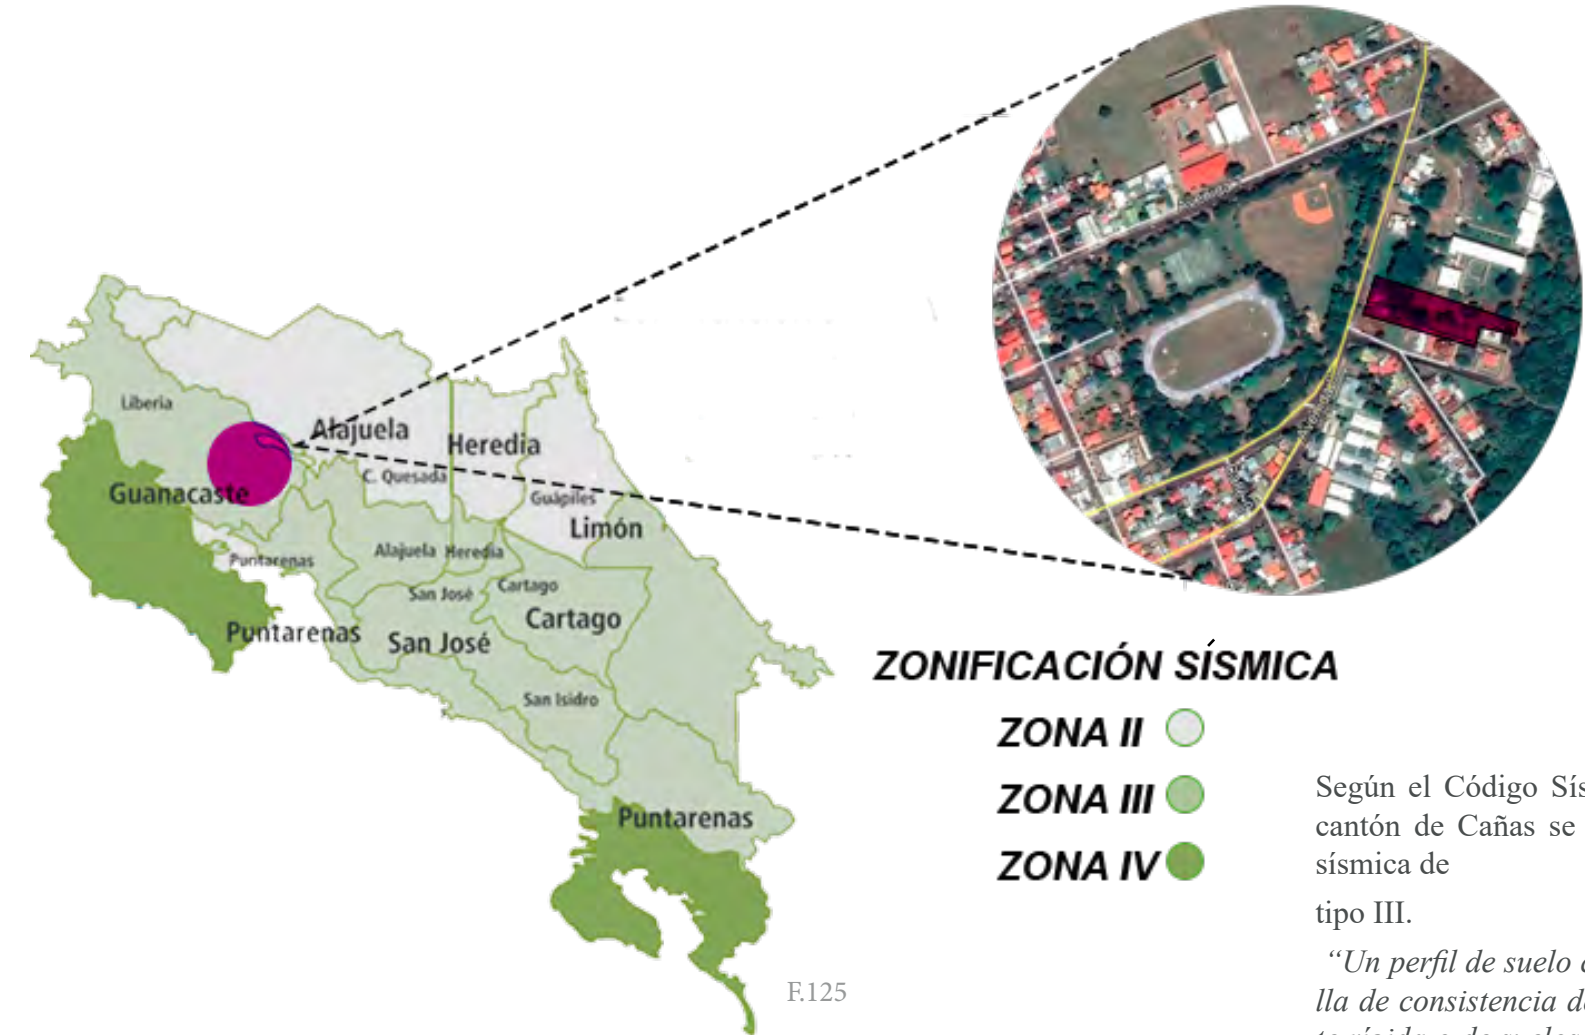 Liberia
Alajuela
Heredia
C. Quesada
Guanacaste
Guápiles
Limón
Puntarenas
Alajuela
Heredia
San José
Cartago
Puntarenas
San José
Cartago
San Isidro
Puntarenas
ZONIFICACIÓN SÍSMICA
ZONA II
ZONA III
ZONA IV
F.125
Según el Código Sís
cantón de Cañas se
sísmica de
tipo III.
“Un perfil de suelo
lla de consistencia